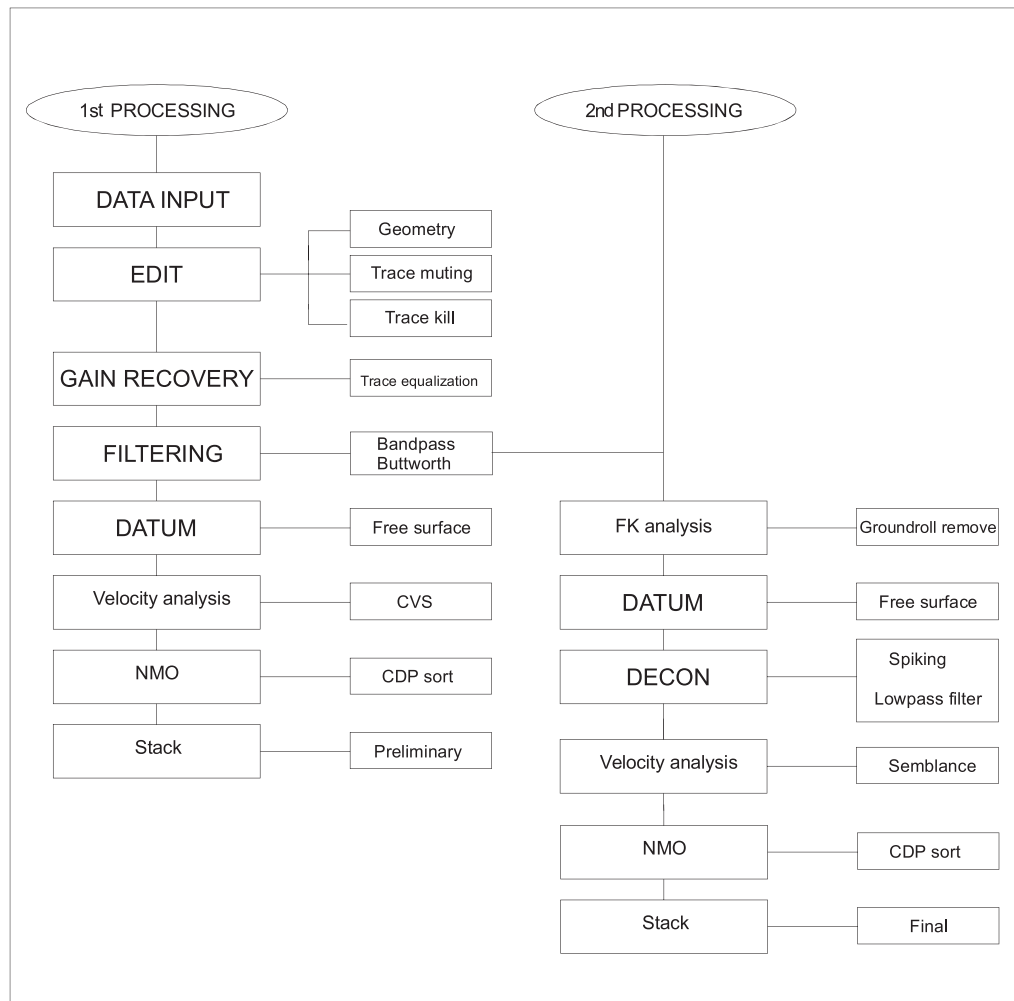 1st PROCESSING
DATA INPUT
EDIT
Geometry
Trace muting
Trace kill
GAIN RECOVERY
Trace equalization
FILTERING
Bandpass
Buttworth
DATUM
Free surface
Velocity analysis
CVS
NMO
CDP sort
Stack
Preliminary
2nd PROCESSING
FK analysis
Groundroll remove
DATUM
Free surface
DECON
Spiking
Lowpass filter
Velocity analysis
Semblance
NMO
CDP sort
Stack
Final